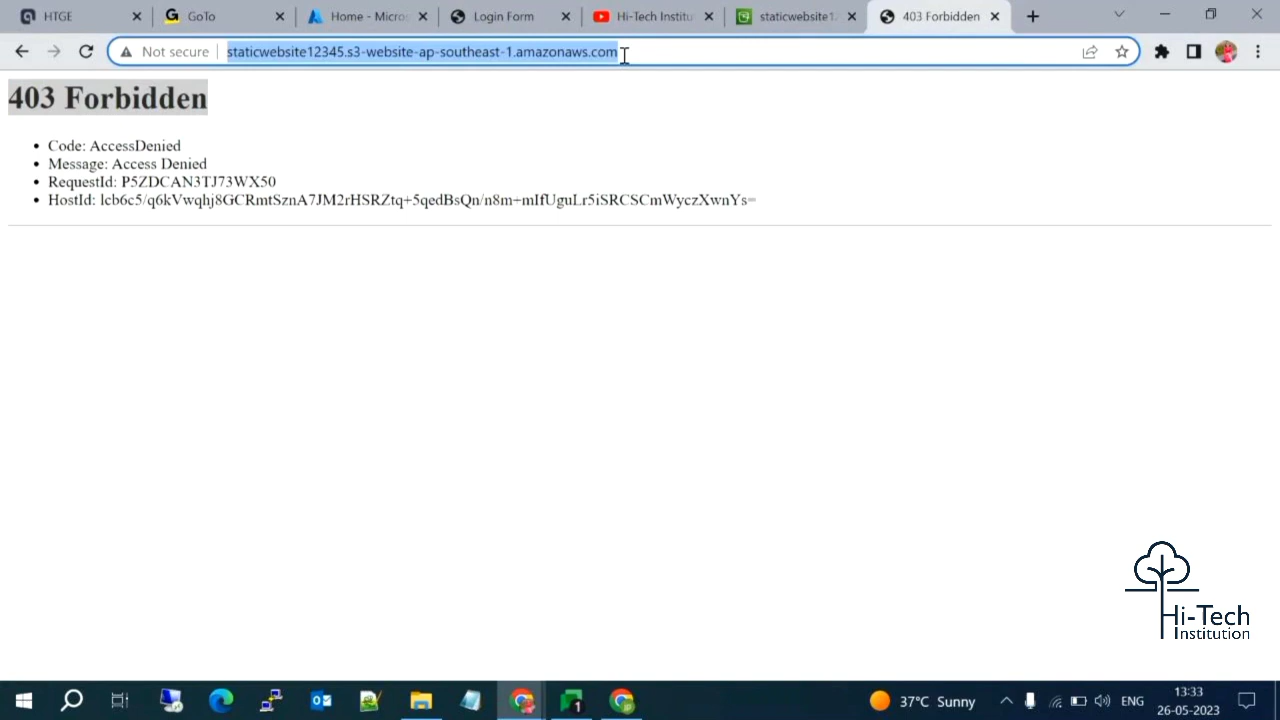 HTGE
GoTo
Home - Micro
Login Form
Hi-Tech Institu
staticwebsite1
403 Forbidden
Not secure
staticwebsite12345.s3-website-ap-southeast-1.amazonaws.com
403 Forbidden
• Code: AccessDenied
• Message: Access Denied
• RequestId: P5ZDCAN3TJ73WX50
• HostId: lcb6c5/q6kVwqhj8GCRmtSznA7JM2rHSRZtq+5qedBsQn/n8m+mIfUguLr5iSRCSCmWyczXwnYs=
Hi-Tech
Institution
37°C Sunny
ENG
13:33
26-05-2023
1